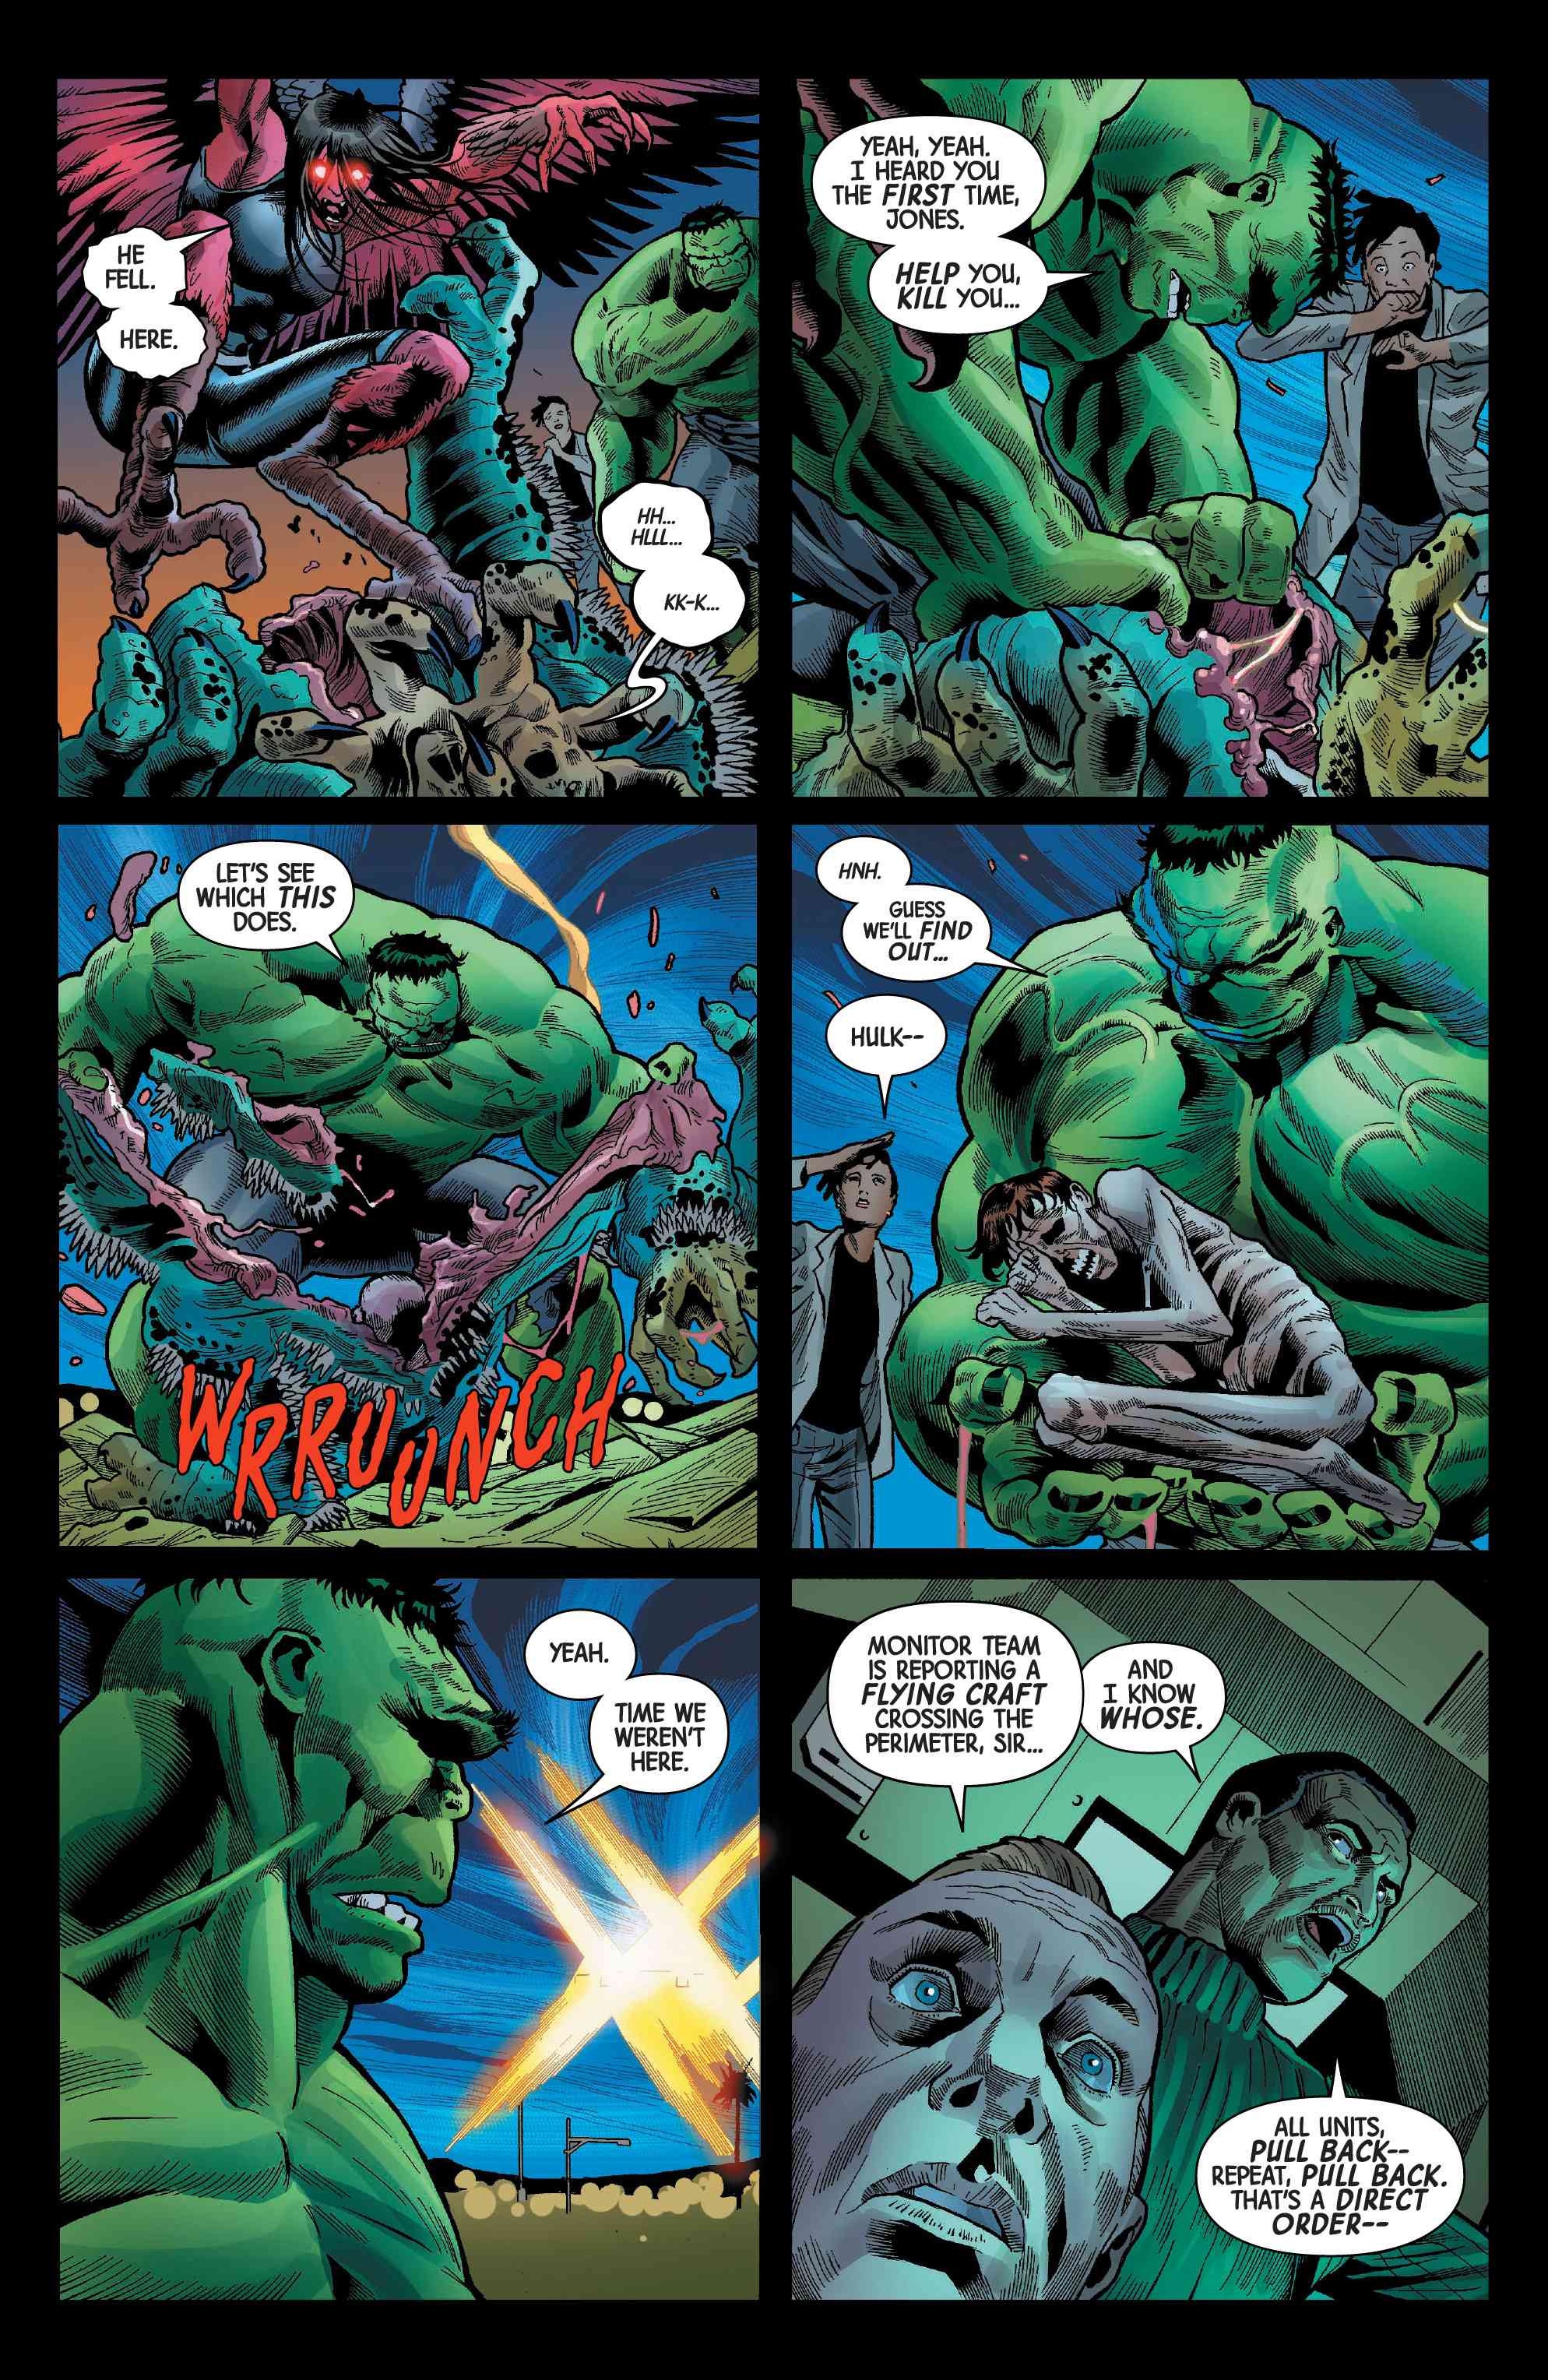 HE
FELL.
HERE.
HH...
HLLL...
KK-K...
YEAH, YEAH.
I HEARD YOU
THE FIRST TIME,
JONES.
HELP YOU,
KILL YOU...
LET'S SEE
WHICH THIS
DOES.
WRRUUNCH
HNH.
GUESS
WE'LL FIND
OUT...
HULK--
YEAH.
TIME WE
WEREN'T
HERE.
MONITOR TEAM
IS REPORTING A
FLYING CRAFT
CROSSING THE
PERIMETER, SIR...
AND
I KNOW
WHOSE.
ALL UNITS,
PULL BACK--
REPEAT, PULL BACK.
THAT'S A DIRECT
ORDER--